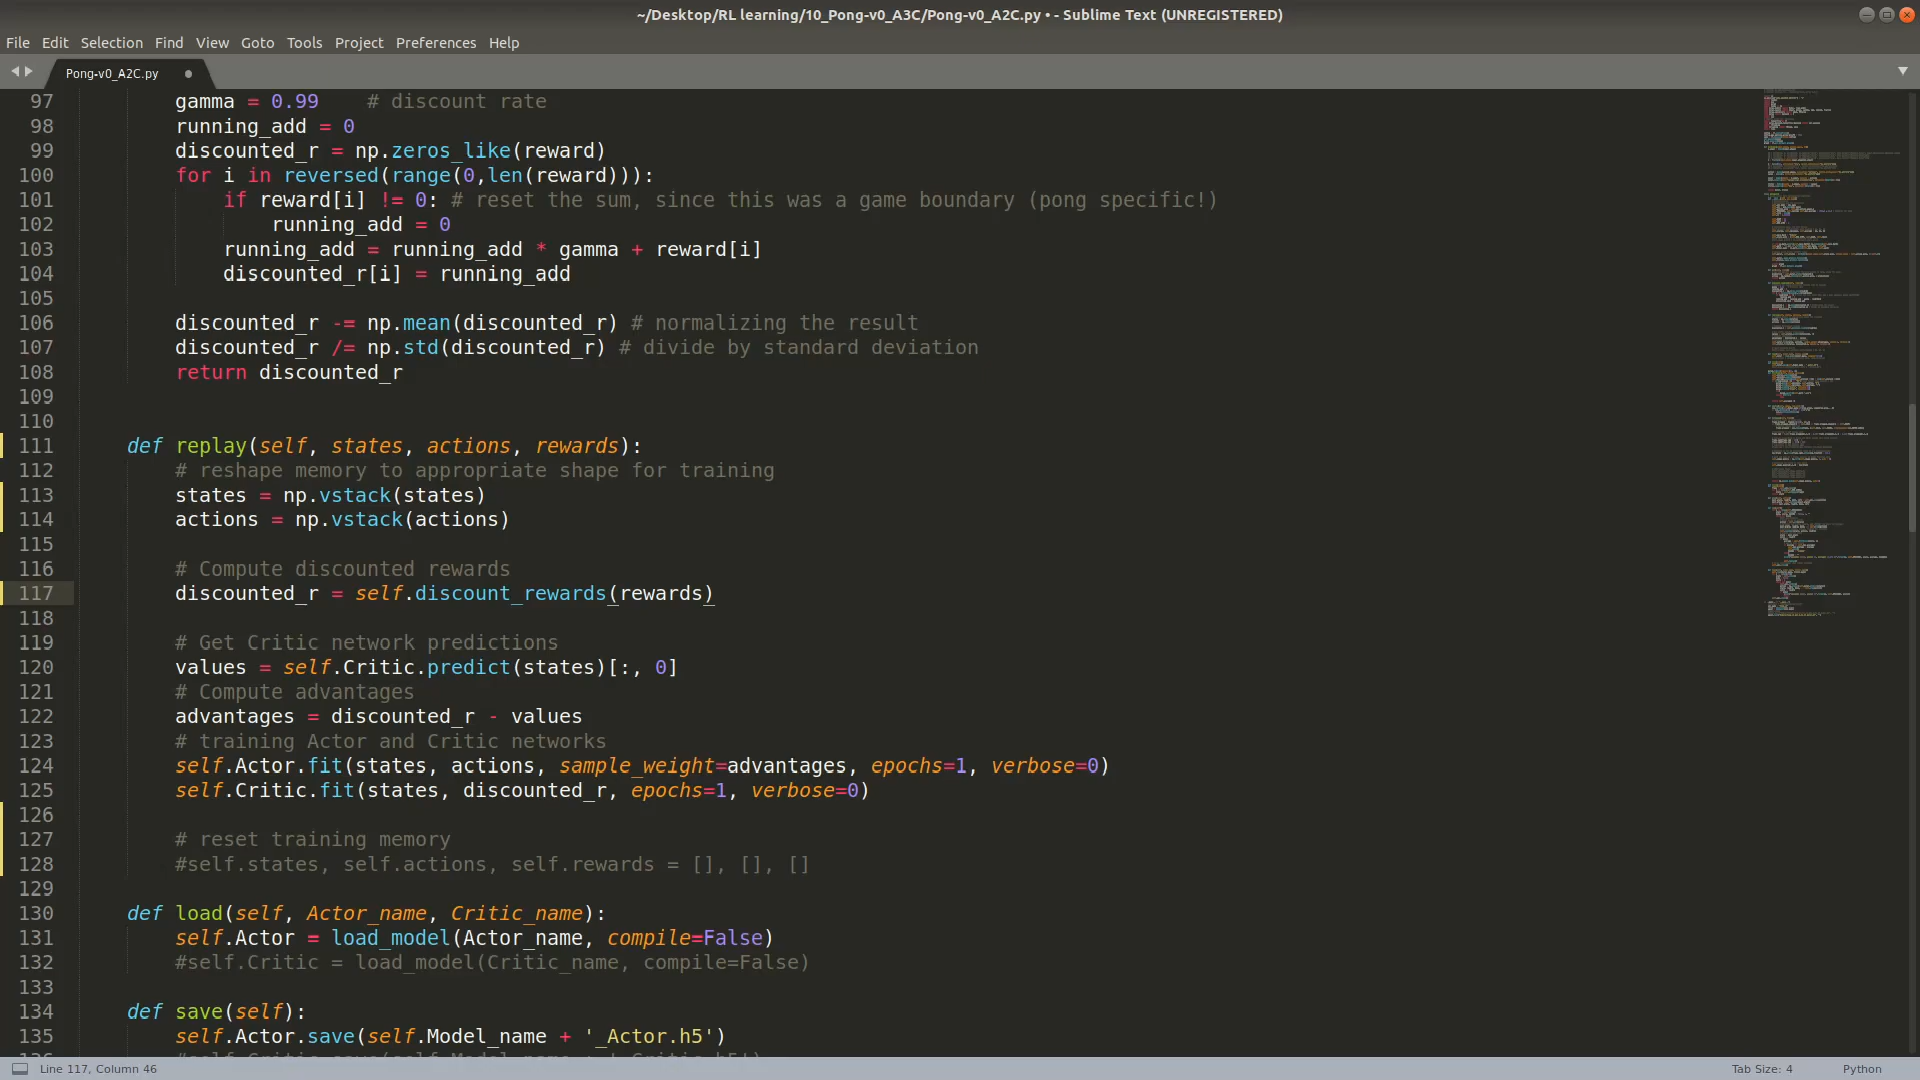 ~/Desktop/RL learning/10_Pong-v0_A3C/Pong-v0_A2C.py • - Sublime Text (UNREGISTERED)
File Edit Selection Find View Goto Tools Project Preferences Help
Pong-v0_A2C.py
97 gamma = 0.99    # discount rate
98 running_add = 0
99 discounted_r = np.zeros_like(reward)
100 for i in reversed(range(0,len(reward))):
101 if reward[i] != 0: # reset the sum, since this was a game boundary (pong specific!)
102 running_add = 0
103 running_add = running_add * gamma + reward[i]
104 discounted_r[i] = running_add
105
106 discounted_r -= np.mean(discounted_r) # normalizing the result
107 discounted_r /= np.std(discounted_r) # divide by standard deviation
108 return discounted_r
109
110
111 def replay(self, states, actions, rewards):
112 # reshape memory to appropriate shape for training
113 states = np.vstack(states)
114 actions = np.vstack(actions)
115
116 # Compute discounted rewards
117 discounted_r = self.discount_rewards(rewards)
118
119 # Get Critic network predictions
120 values = self.Critic.predict(states)[:, 0]
121 # Compute advantages
122 advantages = discounted_r - values
123 # training Actor and Critic networks
124 self.Actor.fit(states, actions, sample_weight=advantages, epochs=1, verbose=0)
125 self.Critic.fit(states, discounted_r, epochs=1, verbose=0)
126
127 # reset training memory
128 #self.states, self.actions, self.rewards = [], [], []
129
130 def load(self, Actor_name, Critic_name):
131 self.Actor = load_model(Actor_name, compile=False)
132 #self.Critic = load_model(Critic_name, compile=False)
133
134 def save(self):
135 self.Actor.save(self.Model_name + '_Actor.h5')
136 #self.Critic.save(self.Model_name + '_Critic.h5')
Line 117, Column 46
Tab Size: 4
Python